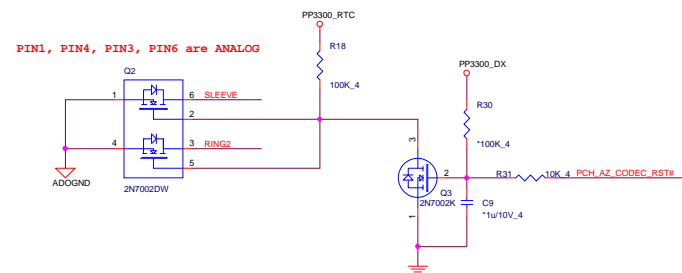 PP3300_RTC
PIN1, PIN4, PIN3, PIN6 are ANALOG
R18
100K_4
PP3300_DX
Q2
1
6
SLEEVE
2
4
3
RING2
5
ADOGND
2N7002DW
R30
*100K_4
3
2
R31
10K_4
PCH_AZ_CODEC_RST#
Q3
2N7002K
C9
*1u/10V_4
1